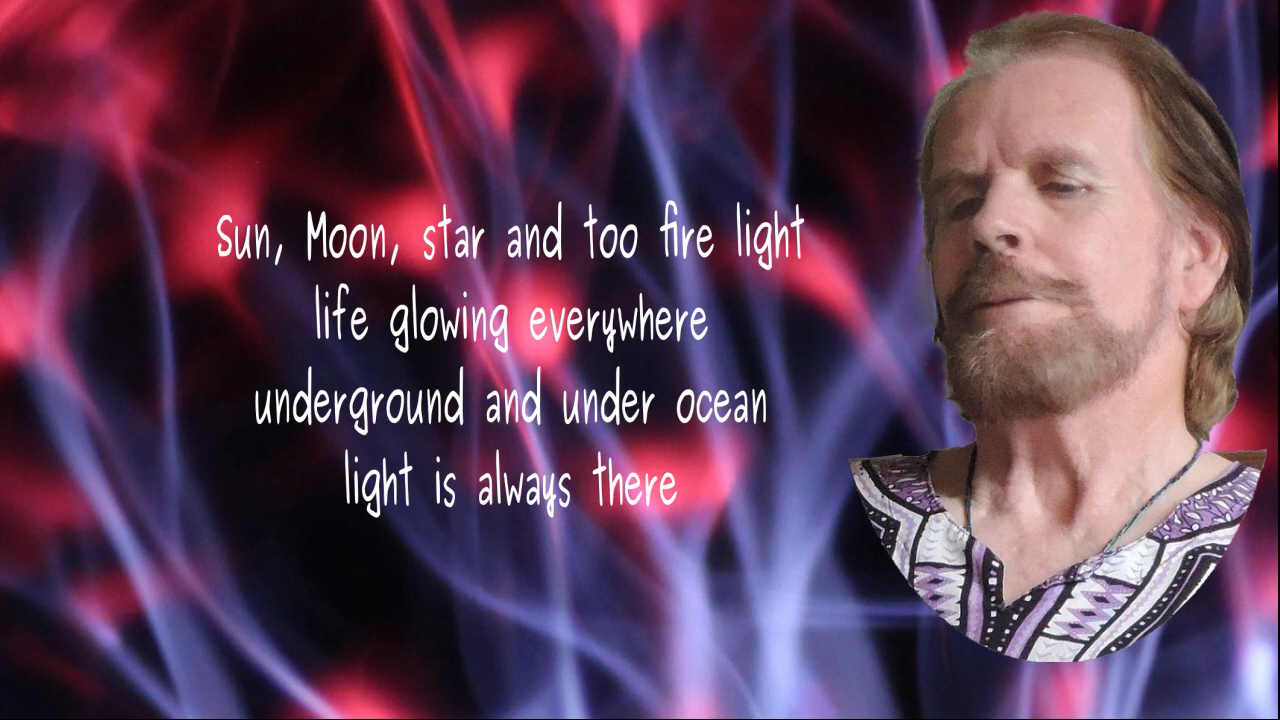 Sun, Moon, star and too fire light
life glowing everywhere
underground and under ocean
light is always there